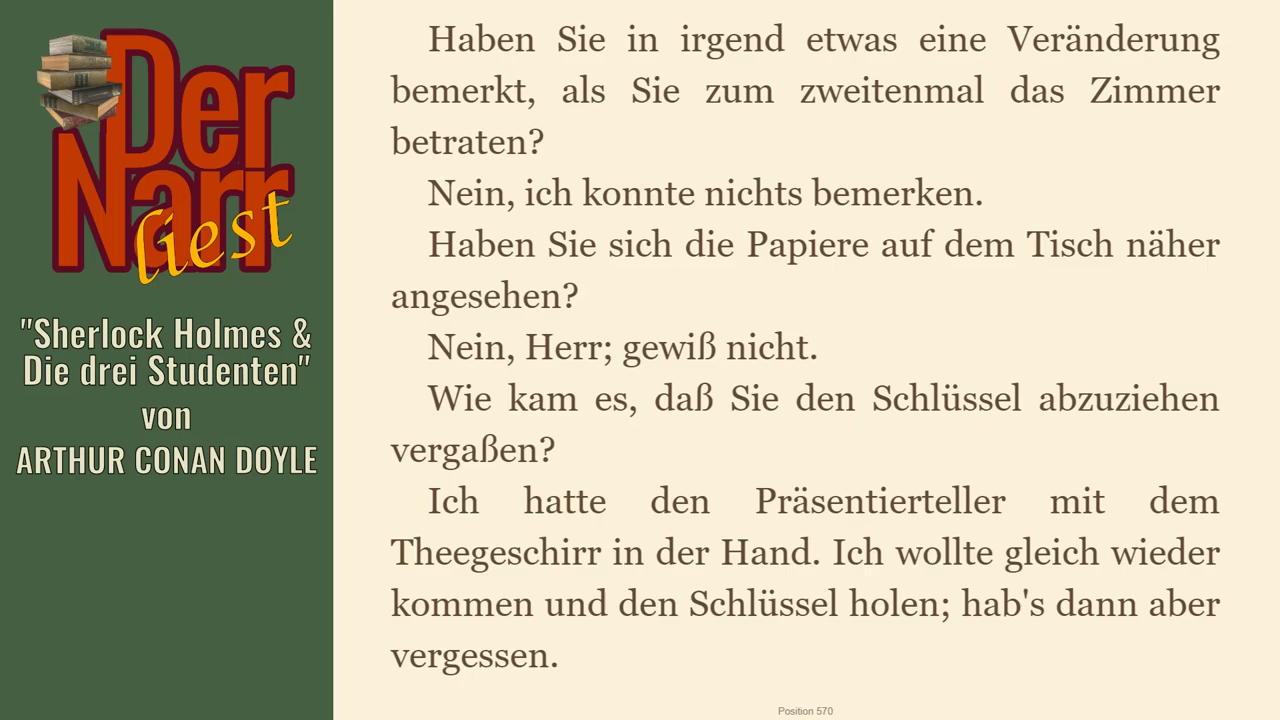 Der
Narr
liest
"Sherlock Holmes &
Die drei Studenten"
von
ARTHUR CONAN DOYLE
Haben Sie in irgend etwas eine Veränderung
bemerkt, als Sie zum zweitenmal das Zimmer
betraten?
Nein, ich konnte nichts bemerken.
Haben Sie sich die Papiere auf dem Tisch näher
angesehen?
Nein, Herr; gewiß nicht.
Wie kam es, daß Sie den Schlüssel abzuziehen
vergaßen?
Ich hatte den Präsentierteller mit dem
Theegeschirr in der Hand. Ich wollte gleich wieder
kommen und den Schlüssel holen; hab's dann aber
vergessen.
Position 570